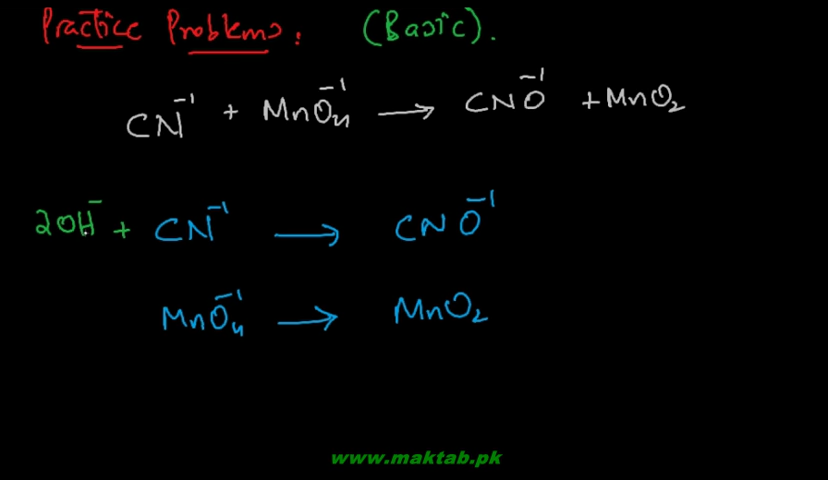 Practice Problems: (Basic).
CN⁻¹ + MnO₄⁻¹ → CNO⁻¹ + MnO₂
2OH⁻ + CN⁻¹ → CNO⁻¹
MnO₄⁻¹ → MnO₂
www.maktab.pk